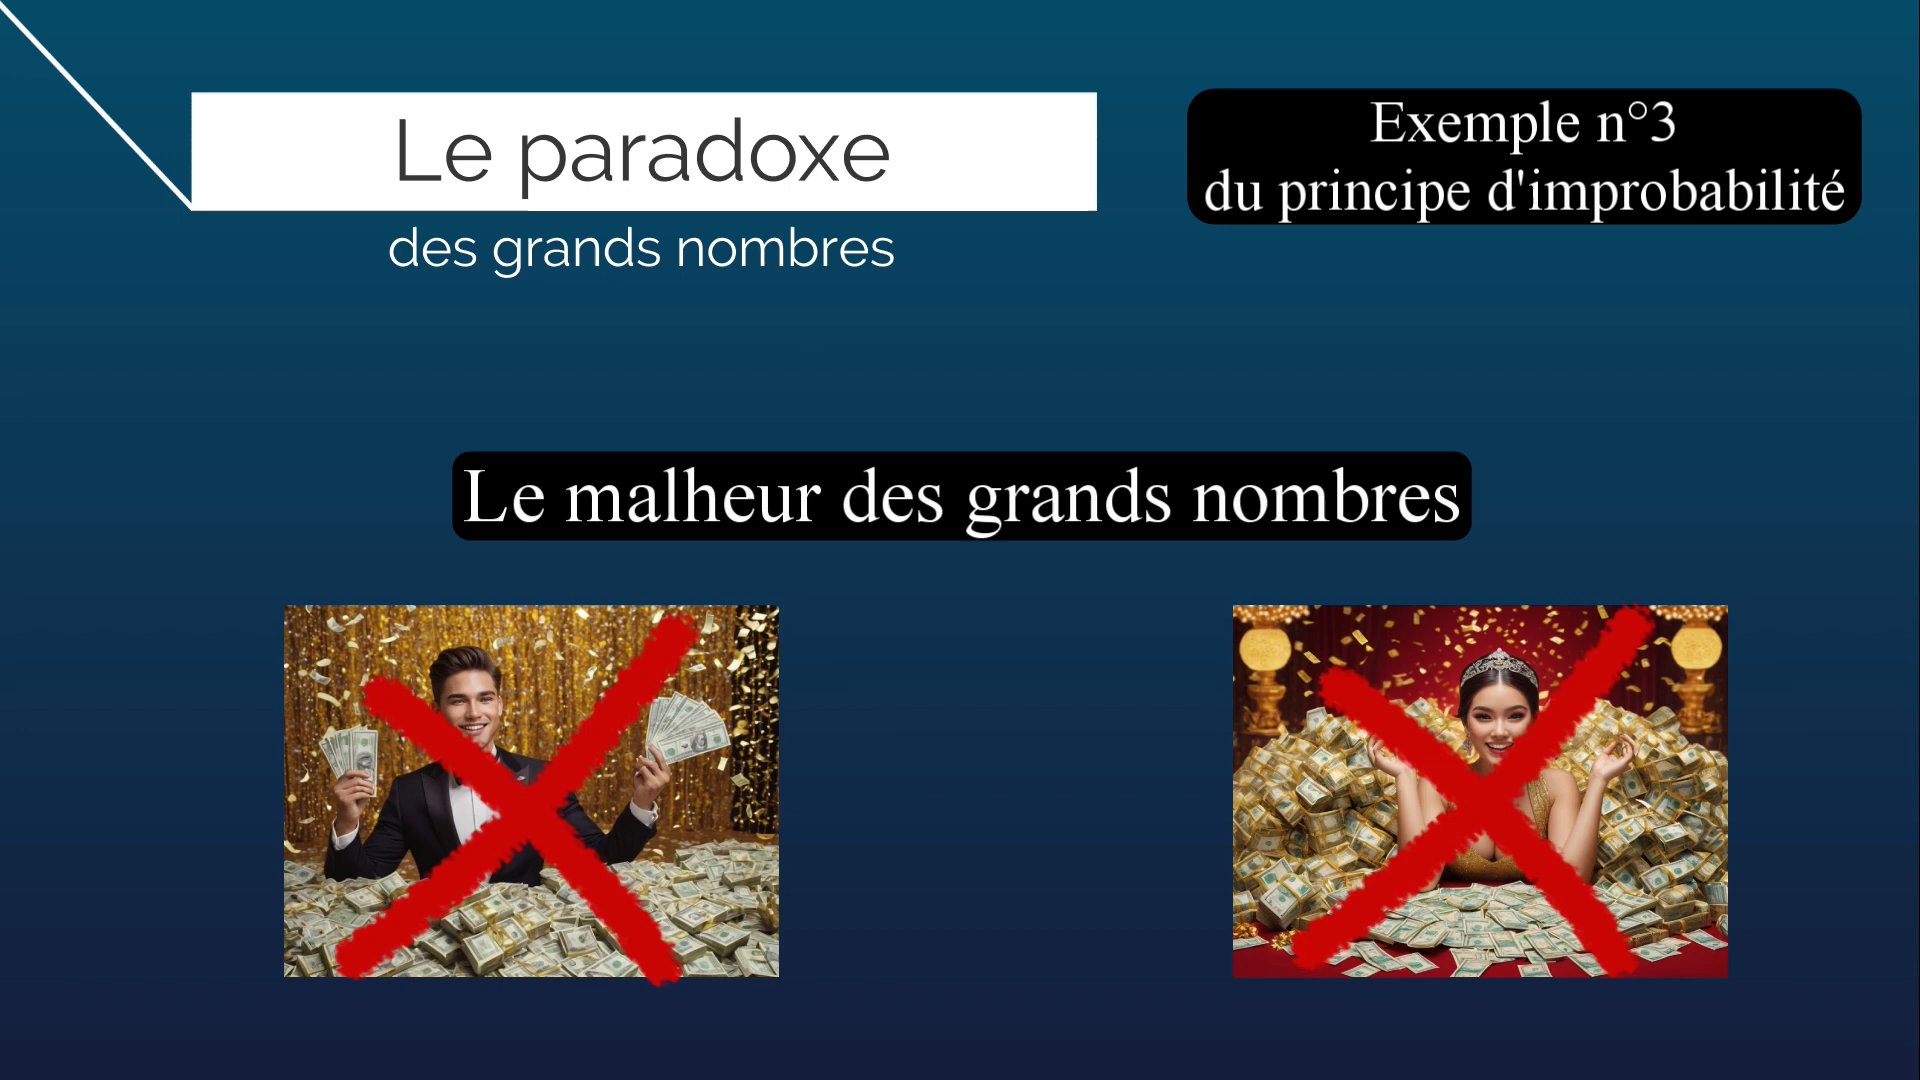 Le paradoxe
des grands nombres
Exemple n°3
du principe d'improbabilité
Le malheur des grands nombres